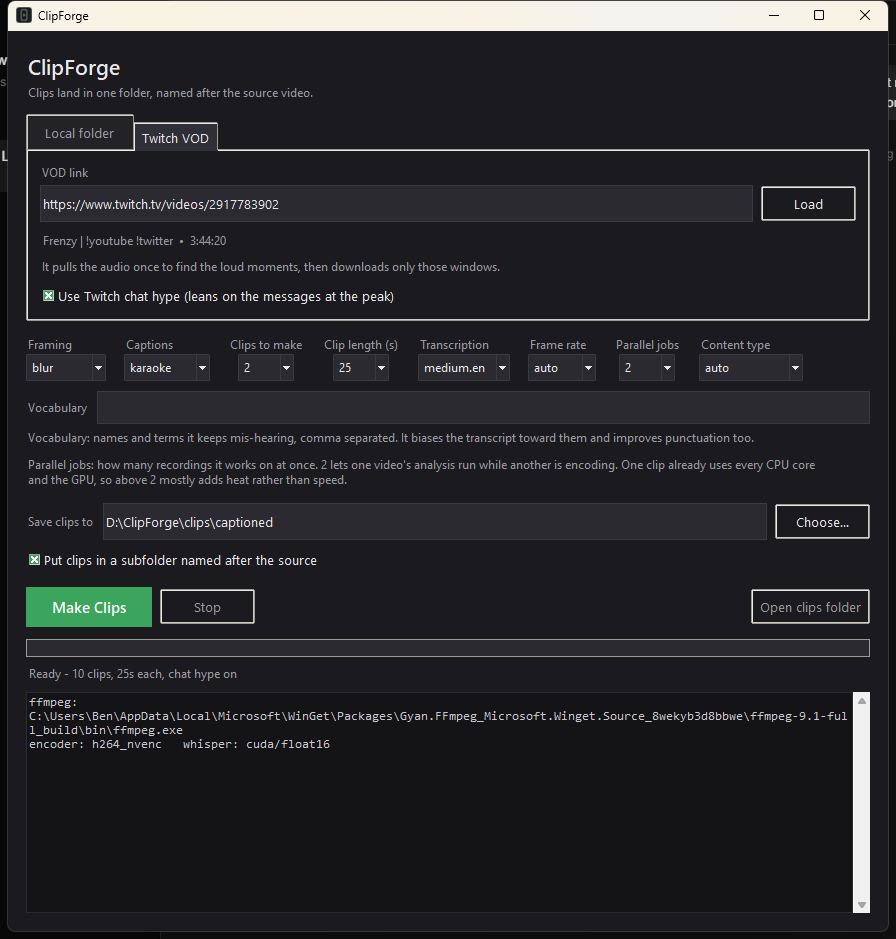 ClipForge
ClipForge
Clips land in one folder, named after the source video.
Local folder
Twitch VOD
VOD link
https://www.twitch.tv/videos/2917783902
Load
Frenzy | !youtube !twitter • 3:44:20
It pulls the audio once to find the loud moments, then downloads only those windows.
Use Twitch chat hype (leans on the messages at the peak)
Framing Captions Clips to make Clip length (s) Transcription Frame rate Parallel jobs Content type
blur karaoke 2 25 medium.en auto 2 auto
Vocabulary
Vocabulary: names and terms it keeps mis-hearing, comma separated. It biases the transcript toward them and improves punctuation too.
Parallel jobs: how many recordings it works on at once. 2 lets one video's analysis run while another is encoding. One clip already uses every CPU core
and the GPU, so above 2 mostly adds heat rather than speed.
Save clips to D:\ClipForge\clips\captioned Choose...
Put clips in a subfolder named after the source
Make Clips Stop Open clips folder
Ready - 10 clips, 25s each, chat hype on
ffmpeg:
C:\Users\Ben\AppData\Local\Microsoft\WinGet\Packages\Gyan.FFmpeg_Microsoft.Winget.Source_8wekyb3d8bbwe\ffmpeg-9.1-ful
l_build\bin\ffmpeg.exe
encoder: h264_nvenc whisper: cuda/float16